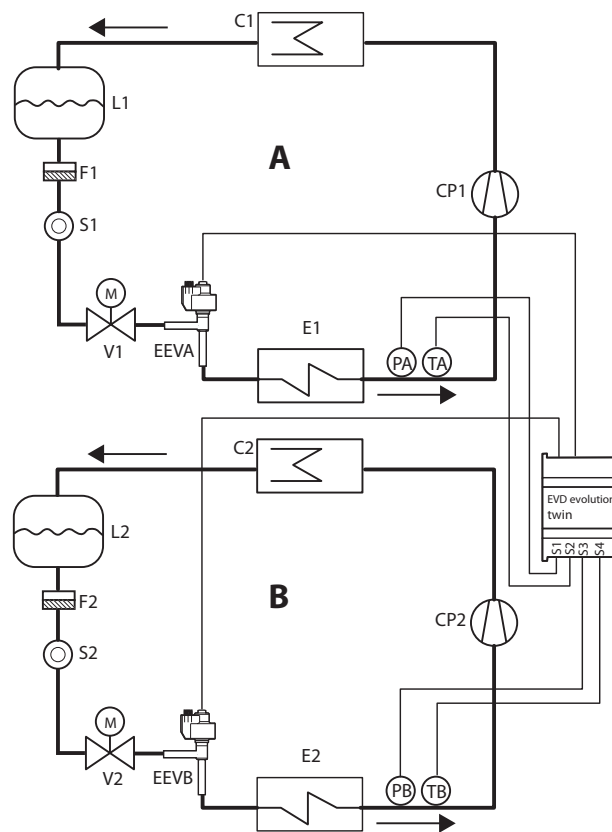 C1
L1
A
F1
CP1
S1
M
E1
V1
EEVA
PA
TA
C2
EVD evolution
twin
L2
S1
S2
S3
S4
B
F2
CP2
S2
M
E2
V2
EEVB
PB
TB